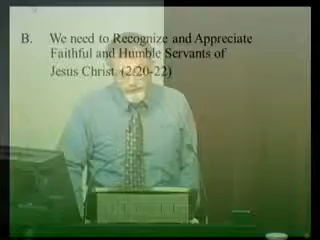 B. We need to Recognize and Appreciate
Faithful and Humble Servants of
Jesus Christ. (2:20-22)